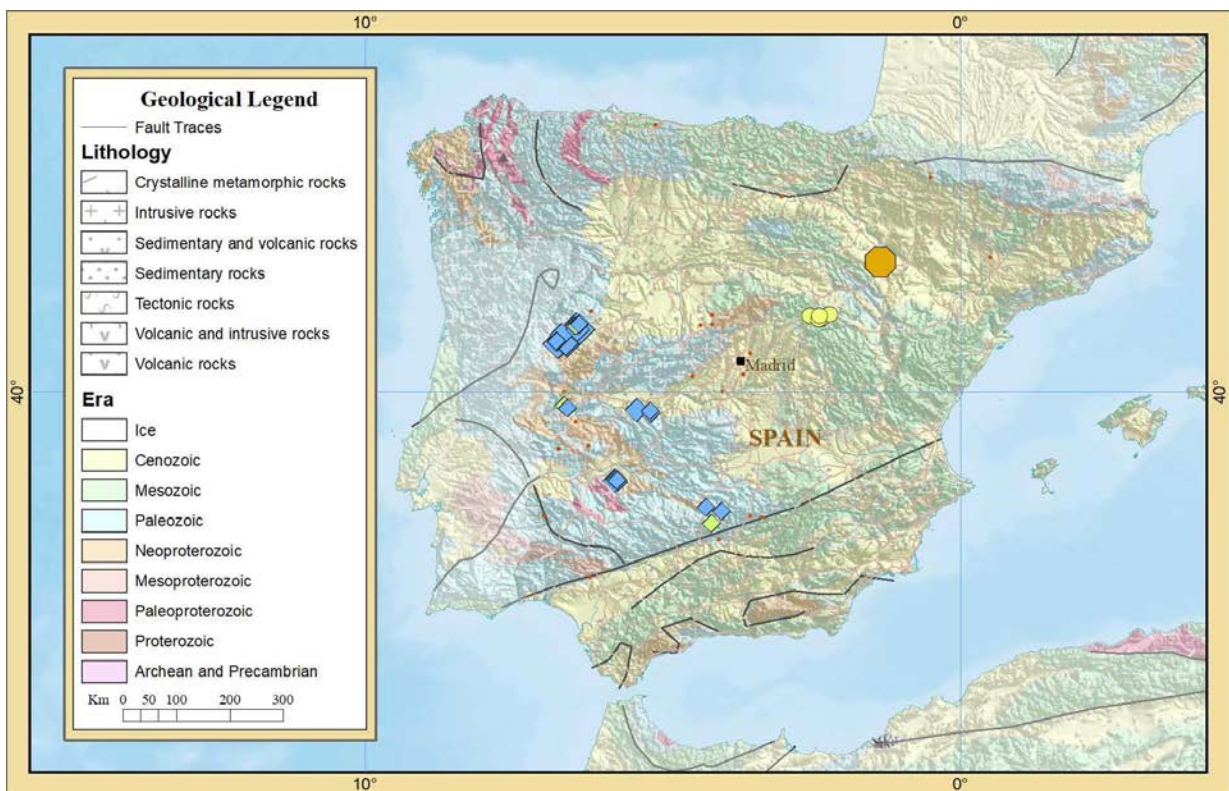 10°
0°
Geological Legend
Fault Traces
Lithology
Crystalline metamorphic rocks
Intrusive rocks
Sedimentary and volcanic rocks
Sedimentary rocks
Tectonic rocks
Volcanic and intrusive rocks
Volcanic rocks
Era
Ice
Cenozoic
Mesozoic
Paleozoic
Neoproterozoic
Mesoproterozoic
Paleoproterozoic
Proterozoic
Archean and Precambrian
Km 0 50 100 200 300
Madrid
40°
40°
SPAIN
10°
0°